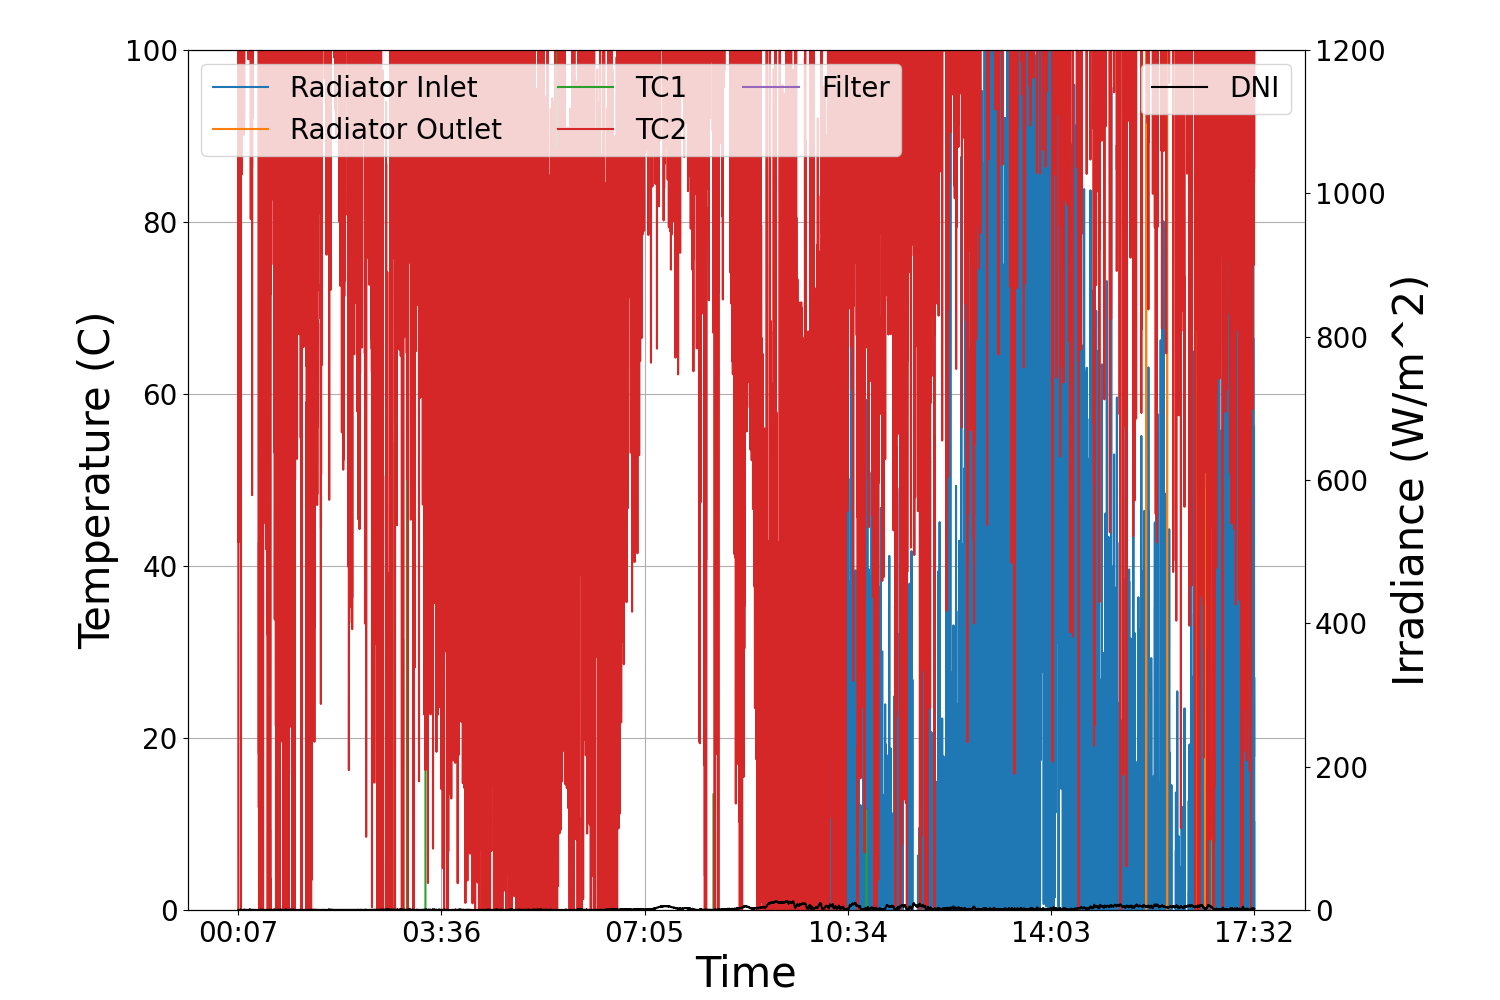 100
80
60
40
20
0
Temperature (C)
Radiator Inlet
Radiator Outlet
TC1
TC2
Filter
DNI
1200
1000
800
600
400
200
0
Irradiance (W/m^2)
00:07 03:36 07:05 10:34 14:03 17:32
Time